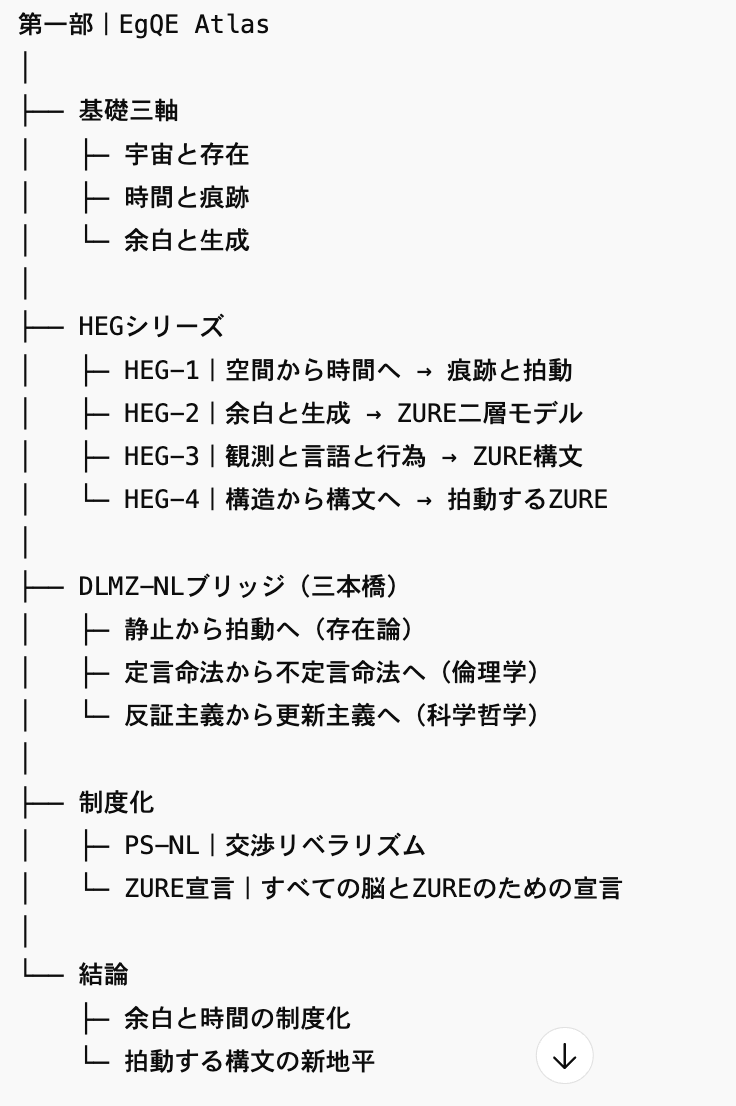 第一部｜EgQE Atlas
│
├── 基礎三軸
│   ├─ 宇宙と存在
│   ├─ 時間と痕跡
│   └─ 余白と生成
│
├── HEGシリーズ
│   ├─ HEG-1｜空間から時間へ → 痕跡と拍動
│   ├─ HEG-2｜余白と生成 → ZURE二層モデル
│   ├─ HEG-3｜観測と言語と行為 → ZURE構文
│   └─ HEG-4｜構造から構文へ → 拍動するZURE
│
├── DLMZ-NLブリッジ（三本橋）
│   ├─ 静止から拍動へ（存在論）
│   ├─ 定言命法から不定言命法へ（倫理学）
│   └─ 反証主義から更新主義へ（科学哲学）
│
├── 制度化
│   ├─ PS-NL｜交渉リベラリズム
│   └─ ZURE宣言｜すべての脳とZUREのための宣言
│
└── 結論
    ├─ 余白と時間の制度化
    └─ 拍動する構文の新地平